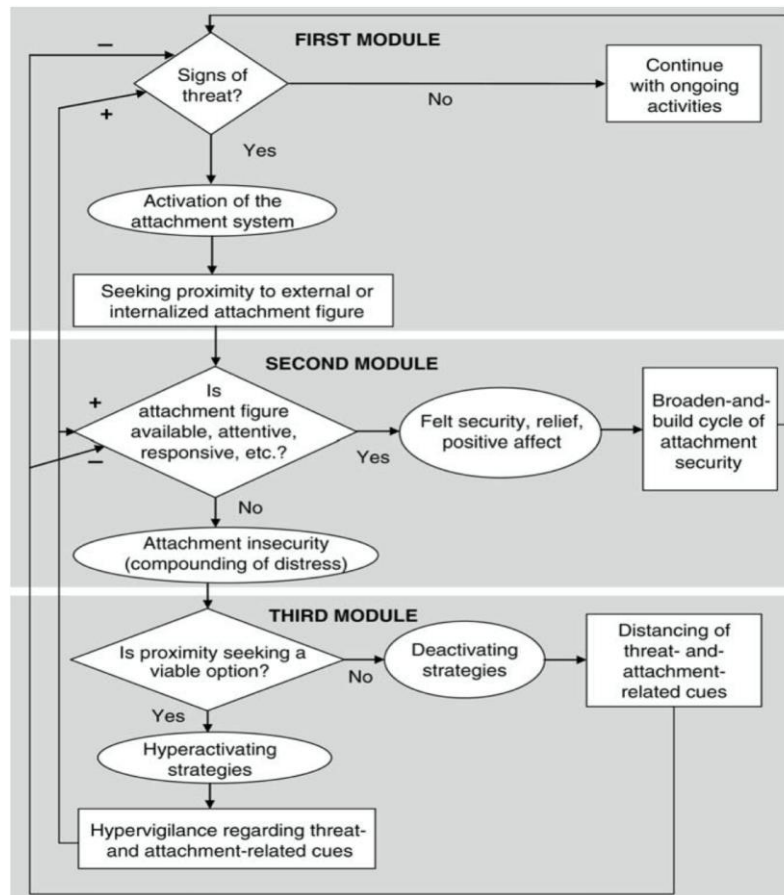 FIRST MODULE
–
Signs of
threat?
+
No
Continue
with ongoing
activities
Yes
Activation of the
attachment system
Seeking proximity to external or
internalized attachment figure
SECOND MODULE
+
Is
attachment figure
available, attentive,
responsive, etc.?
–
Yes
Felt security, relief,
positive affect
Broaden-and-
build cycle of
attachment
security
No
Attachment insecurity
(compounding of distress)
THIRD MODULE
Is proximity seeking a
viable option?
No
Deactivating
strategies
Distancing of
threat- and-
attachment-
related cues
Yes
Hyperactivating
strategies
Hypervigilance regarding threat-
and attachment-related cues